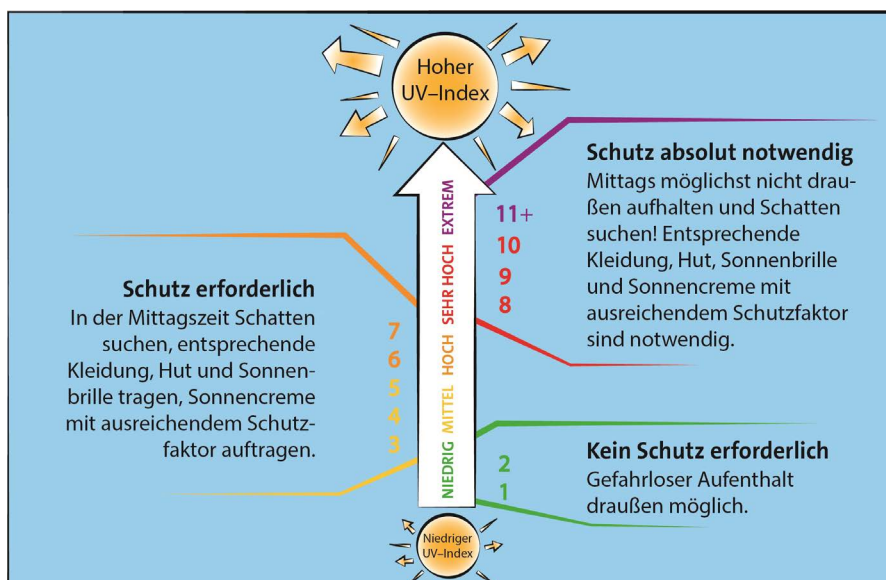 Hoher
UV–Index
Schutz absolut notwendig
Mittags möglichst nicht drau-
ßen aufhalten und Schatten
suchen! Entsprechende
Kleidung, Hut, Sonnenbrille
und Sonnencreme mit
ausreichendem Schutzfaktor
sind notwendig.
EXTREM
SEHR HOCH
HOCH
MITTEL
NIEDRIG
11+
10
9
8
Schutz erforderlich
In der Mittagszeit Schatten
suchen, entsprechende
Kleidung, Hut und Sonnen-
brille tragen, Sonnencreme
mit ausreichendem Schutz-
faktor auftragen.
7
6
5
4
3
2
1
Kein Schutz erforderlich
Gefahrloser Aufenthalt
draußen möglich.
Niedriger
UV–Index